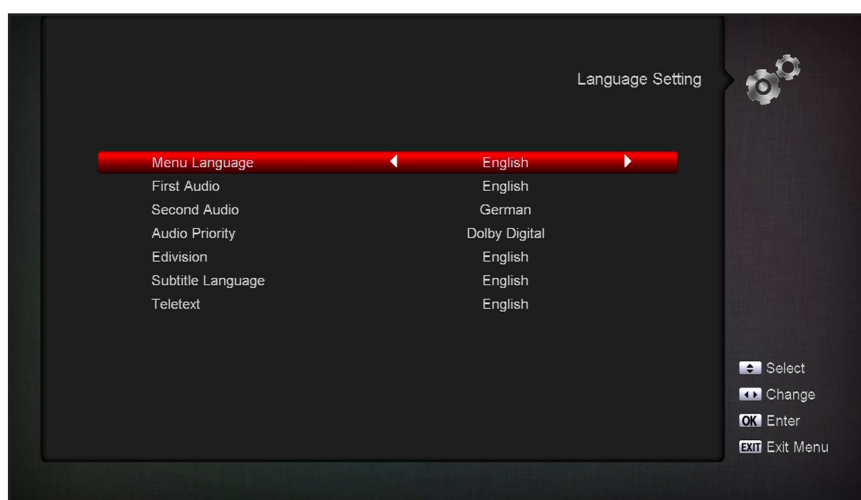 Language Setting
Menu Language English
First Audio English
Second Audio German
Audio Priority Dolby Digital
Edivision English
Subtitle Language English
Teletext English
Select
Change
OK Enter
EXIT Exit Menu